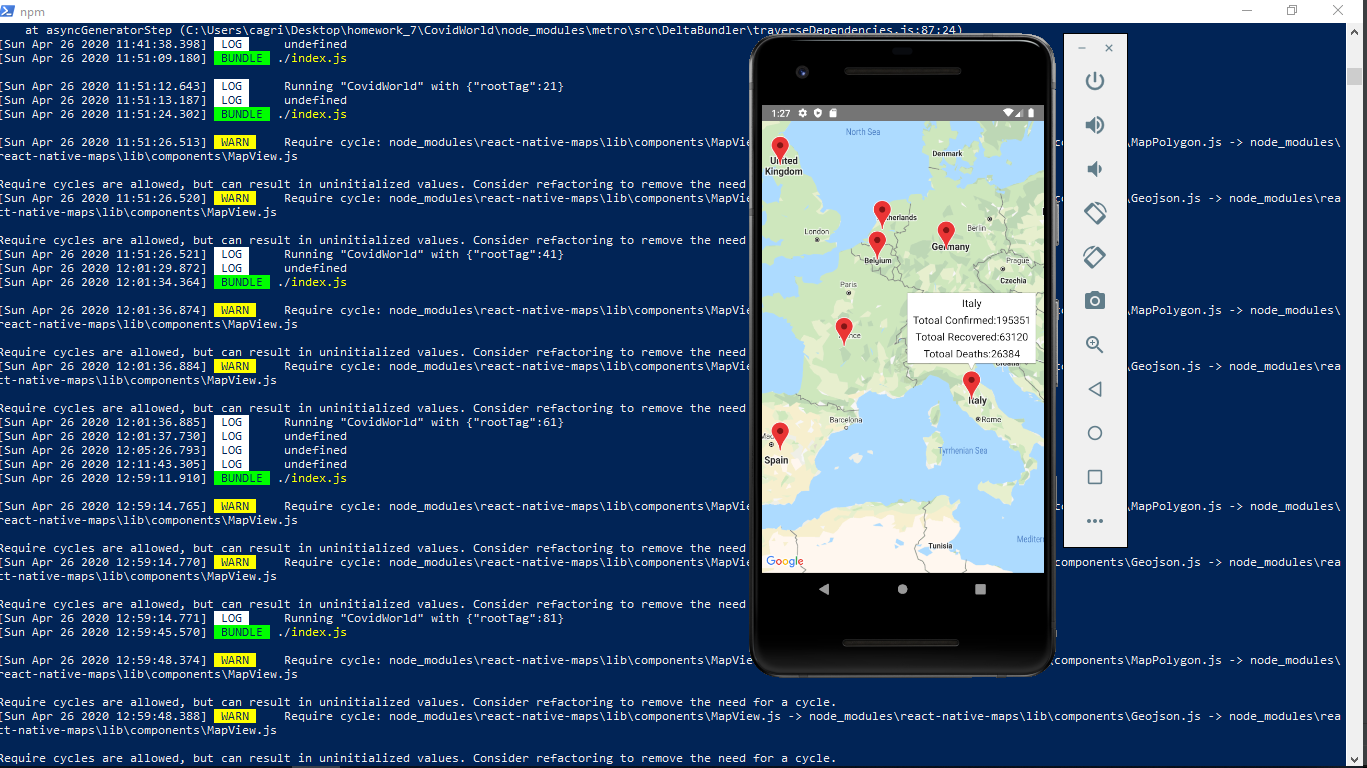 npm
at asyncGeneratorStep (C:\Users\cagri\Desktop\homework_7\CovidWorld\node_modules\metro\src\DeltaBundler\traverseDependencies.js:87:24)
[Sun Apr 26 2020 11:41:38.398] LOG undefined
[Sun Apr 26 2020 11:51:09.180] BUNDLE ./index.js
[Sun Apr 26 2020 11:51:12.643] LOG Running "CovidWorld" with {"rootTag":21}
[Sun Apr 26 2020 11:51:13.187] LOG undefined
[Sun Apr 26 2020 11:51:24.302] BUNDLE ./index.js
[Sun Apr 26 2020 11:51:26.513] WARN Require cycle: node_modules\react-native-maps\lib\components\MapVie \MapPolygon.js -> node_modules\
react-native-maps\lib\components\MapView.js
Require cycles are allowed, but can result in uninitialized values. Consider refactoring to remove the need
[Sun Apr 26 2020 11:51:26.520] WARN Require cycle: node_modules\react-native-maps\lib\components\MapVie \Geojson.js -> node_modules\rea
ct-native-maps\lib\components\MapView.js
Require cycles are allowed, but can result in uninitialized values. Consider refactoring to remove the need
[Sun Apr 26 2020 11:51:26.521] LOG Running "CovidWorld" with {"rootTag":41}
[Sun Apr 26 2020 12:01:29.872] LOG undefined
[Sun Apr 26 2020 12:01:34.364] BUNDLE ./index.js
[Sun Apr 26 2020 12:01:36.874] WARN Require cycle: node_modules\react-native-maps\lib\components\MapVie \MapPolygon.js -> node_modules\
react-native-maps\lib\components\MapView.js
Require cycles are allowed, but can result in uninitialized values. Consider refactoring to remove the need
[Sun Apr 26 2020 12:01:36.884] WARN Require cycle: node_modules\react-native-maps\lib\components\MapVie \Geojson.js -> node_modules\rea
ct-native-maps\lib\components\MapView.js
Require cycles are allowed, but can result in uninitialized values. Consider refactoring to remove the need
[Sun Apr 26 2020 12:01:36.885] LOG Running "CovidWorld" with {"rootTag":61}
[Sun Apr 26 2020 12:01:37.730] LOG undefined
[Sun Apr 26 2020 12:05:26.793] LOG undefined
[Sun Apr 26 2020 12:11:43.305] LOG undefined
[Sun Apr 26 2020 12:59:11.910] BUNDLE ./index.js
[Sun Apr 26 2020 12:59:14.765] WARN Require cycle: node_modules\react-native-maps\lib\components\MapVie \MapPolygon.js -> node_modules\
react-native-maps\lib\components\MapView.js
Require cycles are allowed, but can result in uninitialized values. Consider refactoring to remove the need
[Sun Apr 26 2020 12:59:14.770] WARN Require cycle: node_modules\react-native-maps\lib\components\MapVie components\Geojson.js -> node_modules\rea
ct-native-maps\lib\components\MapView.js
Require cycles are allowed, but can result in uninitialized values. Consider refactoring to remove the need
[Sun Apr 26 2020 12:59:14.771] LOG Running "CovidWorld" with {"rootTag":81}
[Sun Apr 26 2020 12:59:45.570] BUNDLE ./index.js
[Sun Apr 26 2020 12:59:48.374] WARN Require cycle: node_modules\react-native-maps\lib\components\MapVie components\MapPolygon.js -> node_modules\
react-native-maps\lib\components\MapView.js
Require cycles are allowed, but can result in uninitialized values. Consider refactoring to remove the need for a cycle.
[Sun Apr 26 2020 12:59:48.388] WARN Require cycle: node_modules\react-native-maps\lib\components\MapView.js -> node_modules\react-native-maps\lib\components\Geojson.js -> node_modules\rea
ct-native-maps\lib\components\MapView.js
Require cycles are allowed, but can result in uninitialized values. Consider refactoring to remove the need for a cycle.
1:27
North Sea
United
Kingdom
Denmark
London
therlands
Berlin
Germany
Belgium
Prague
Czechia
Paris
Italy
Totoal Confirmed:195351
Totoal Recovered:63120
Totoal Deaths:26384
Croatia
Italy
Barcelona
Rome
Spain
Tyrrhenian Sea
Mediter
Tunisia
Google